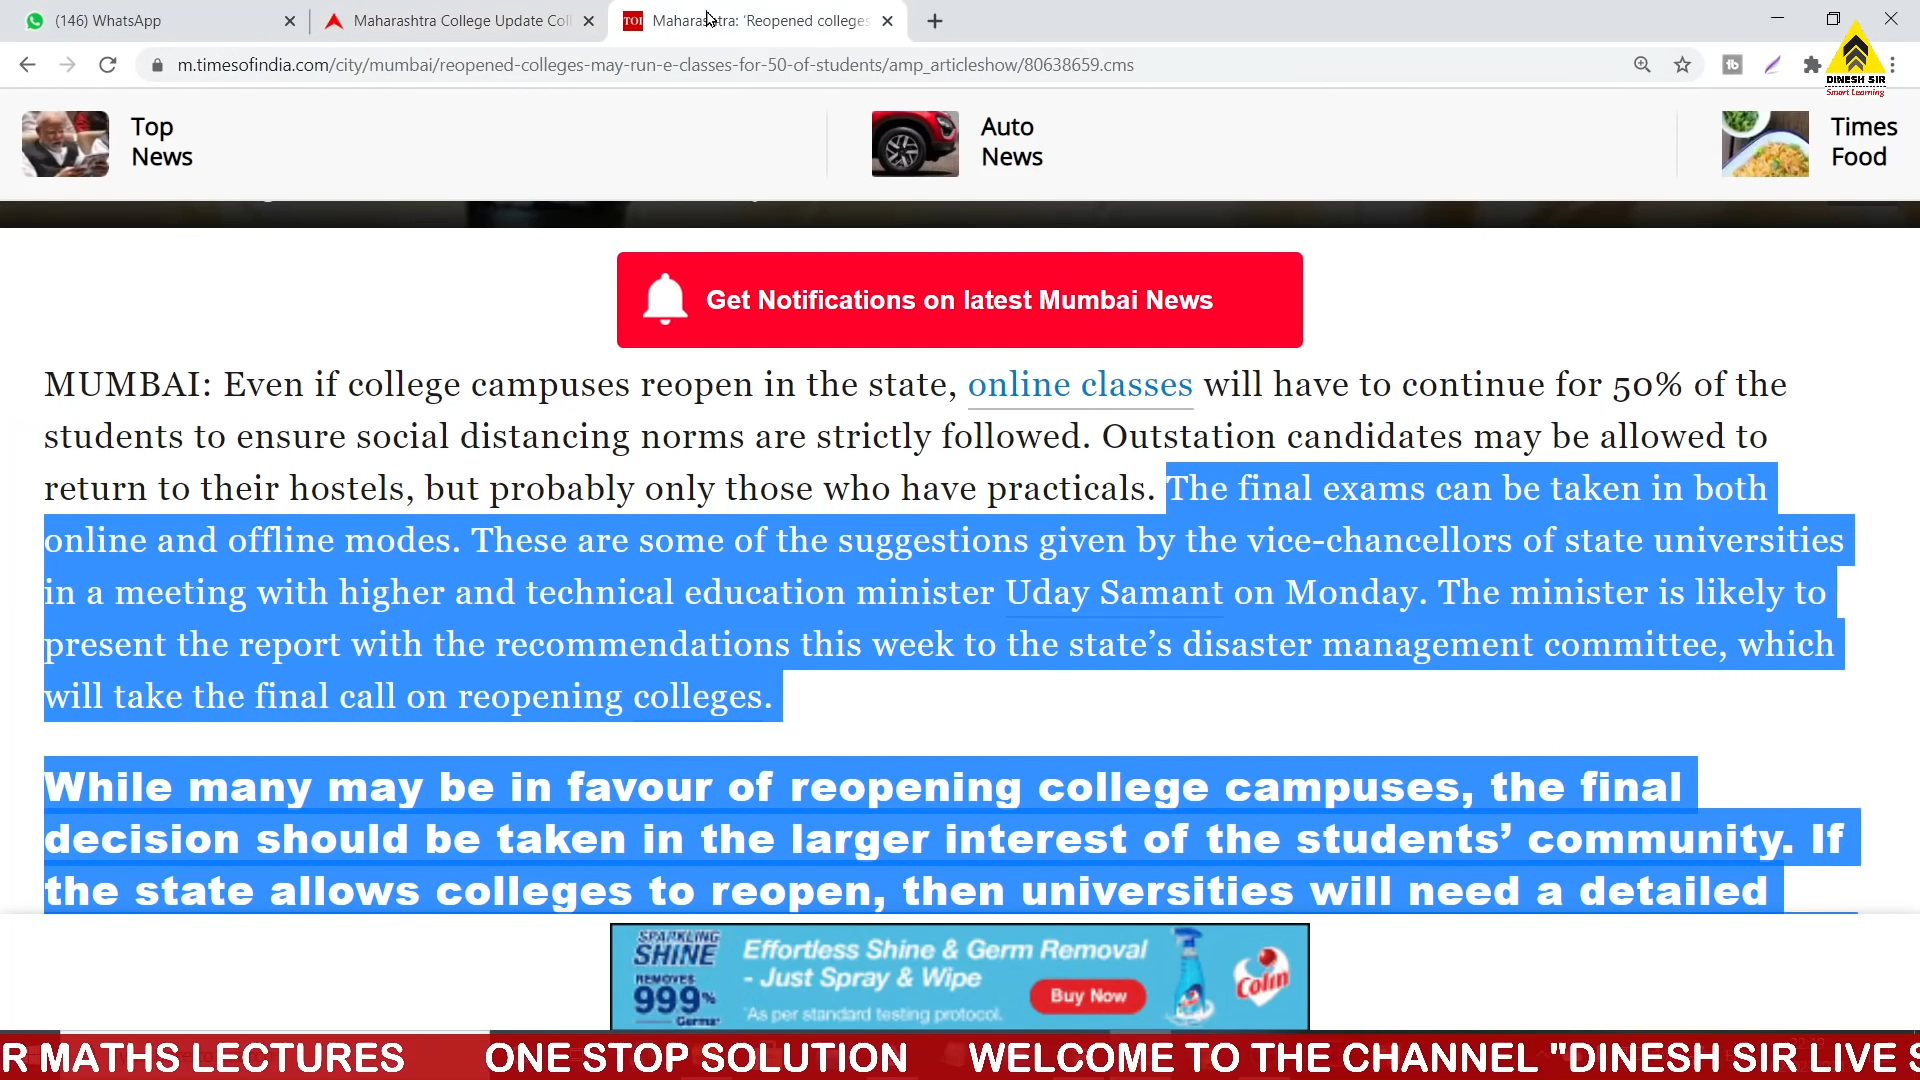 (146) WhatsApp
Maharashtra College Update Col
TOI
Maharashtra: 'Reopened colleges
m.timesofindia.com/city/mumbai/reopened-colleges-may-run-e-classes-for-50-of-students/amp_articleshow/80638659.cms
tb
DINESH SIR
Smart Learning
Top
News
Auto
News
Times
Food
Get Notifications on latest Mumbai News
MUMBAI: Even if college campuses reopen in the state, online classes will have to continue for 50% of the
students to ensure social distancing norms are strictly followed. Outstation candidates may be allowed to
return to their hostels, but probably only those who have practicals. The final exams can be taken in both
online and offline modes. These are some of the suggestions given by the vice-chancellors of state universities
in a meeting with higher and technical education minister Uday Samant on Monday. The minister is likely to
present the report with the recommendations this week to the state's disaster management committee, which
will take the final call on reopening colleges.
While many may be in favour of reopening college campuses, the final
decision should be taken in the larger interest of the students' community. If
the state allows colleges to reopen, then universities will need a detailed
SPARKLING
SHINE
REMOVES
999%
Germs*
Effortless Shine & Germ Removal
- Just Spray & Wipe
Buy Now
*As per standard testing protocol.
Colin
R MATHS LECTURES ONE STOP SOLUTION WELCOME TO THE CHANNEL "DINESH SIR LIVE S